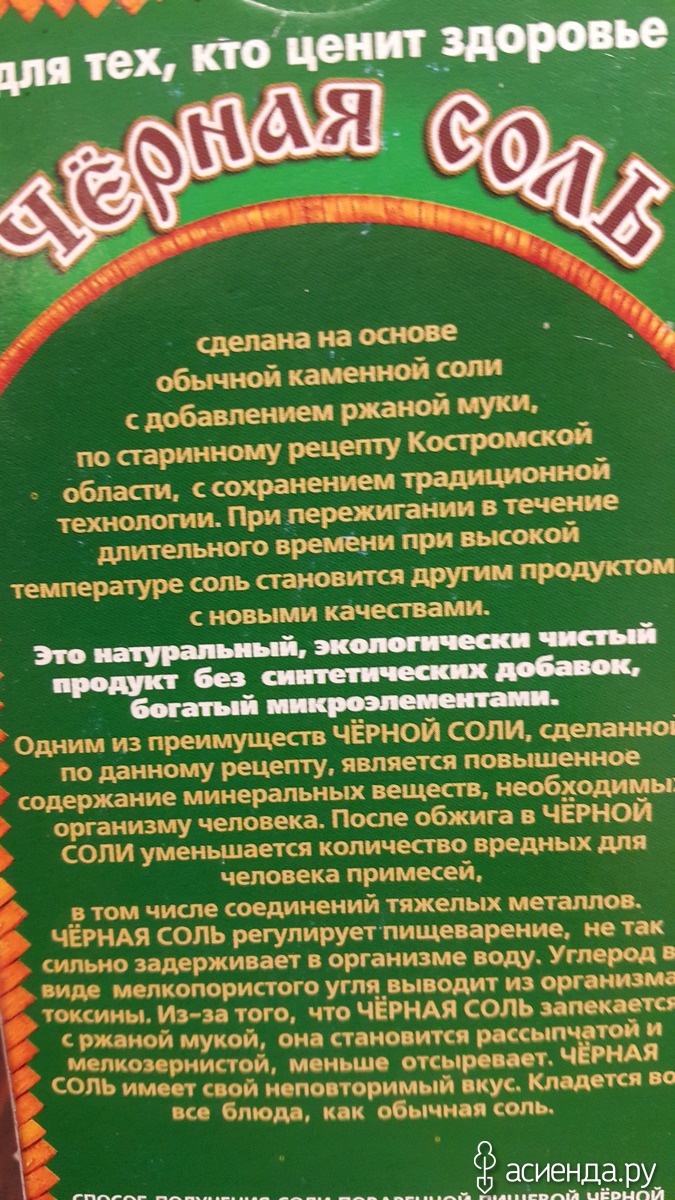 для тех, кто ценит здоровье
Чёрная соль
сделана на основе
обычной каменной соли
с добавлением ржаной муки,
по старинному рецепту Костромской
области, с сохранением традиционной
технологии. При пережигании в течение
длительного времени при высокой
температуре соль становится другим продуктом
с новыми качествами.
Это натуральный, экологически чистый
продукт без синтетических добавок,
богатый микроэлементами.
Одним из преимуществ ЧЁРНОЙ СОЛИ, сделанной
по данному рецепту, является повышенное
содержание минеральных веществ, необходимых
организму человека. После обжига в ЧЁРНОЙ
СОЛИ уменьшается количество вредных для
человека примесей,
в том числе соединений тяжелых металлов.
ЧЁРНАЯ СОЛЬ регулирует пищеварение, не так
сильно задерживает в организме воду. Углерод в
виде мелкопористого угля выводит из организма
токсины. Из-за того, что ЧЁРНАЯ СОЛЬ запекается
с ржаной мукой, она становится рассыпчатой и
мелкозернистой, меньше отсыревает. ЧЁРНАЯ
СОЛЬ имеет свой неповторимый вкус. Кладется во
все блюда, как обычная соль.
СПОСОБ ПОЛУЧЕНИЯ СОЛИ ПОВАРЕННОЙ ПИЩЕВОЙ ЧЁРНОЙ
асиенда.ру